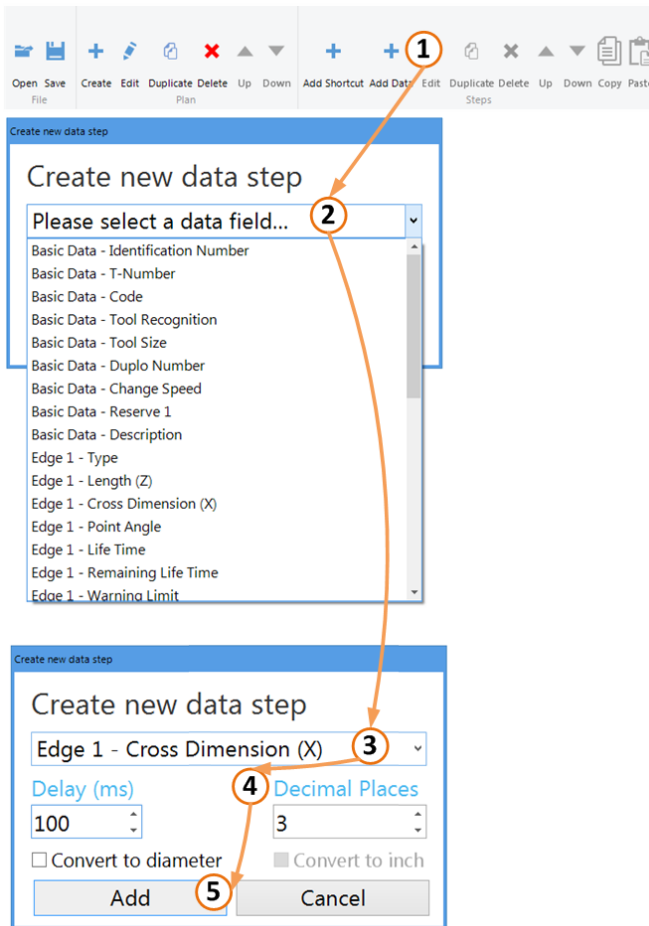 1
Open Save Create Edit Duplicate Delete Up Down Add Shortcut Add Data Edit Duplicate Delete Up Down Copy Paste
File Plan Steps
Create new data step
Create new data step
Please select a data field... 2
Basic Data - Identification Number
Basic Data - T-Number
Basic Data - Code
Basic Data - Tool Recognition
Basic Data - Tool Size
Basic Data - Duplo Number
Basic Data - Change Speed
Basic Data - Reserve 1
Basic Data - Description
Edge 1 - Type
Edge 1 - Length (Z)
Edge 1 - Cross Dimension (X)
Edge 1 - Point Angle
Edge 1 - Life Time
Edge 1 - Remaining Life Time
Edge 1 - Warning Limit
Create new data step
Create new data step
Edge 1 - Cross Dimension (X) 3
Delay (ms) 4 Decimal Places
100 3
Convert to diameter Convert to inch
Add 5 Cancel